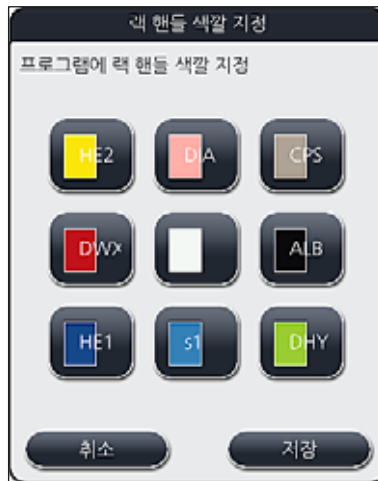 랙 핸들 색깔 지정
프로그램에 랙 핸들 색깔 지정
HE2 DIA CPS
DWX ALB
HE1 s1 DHY
취소 저장